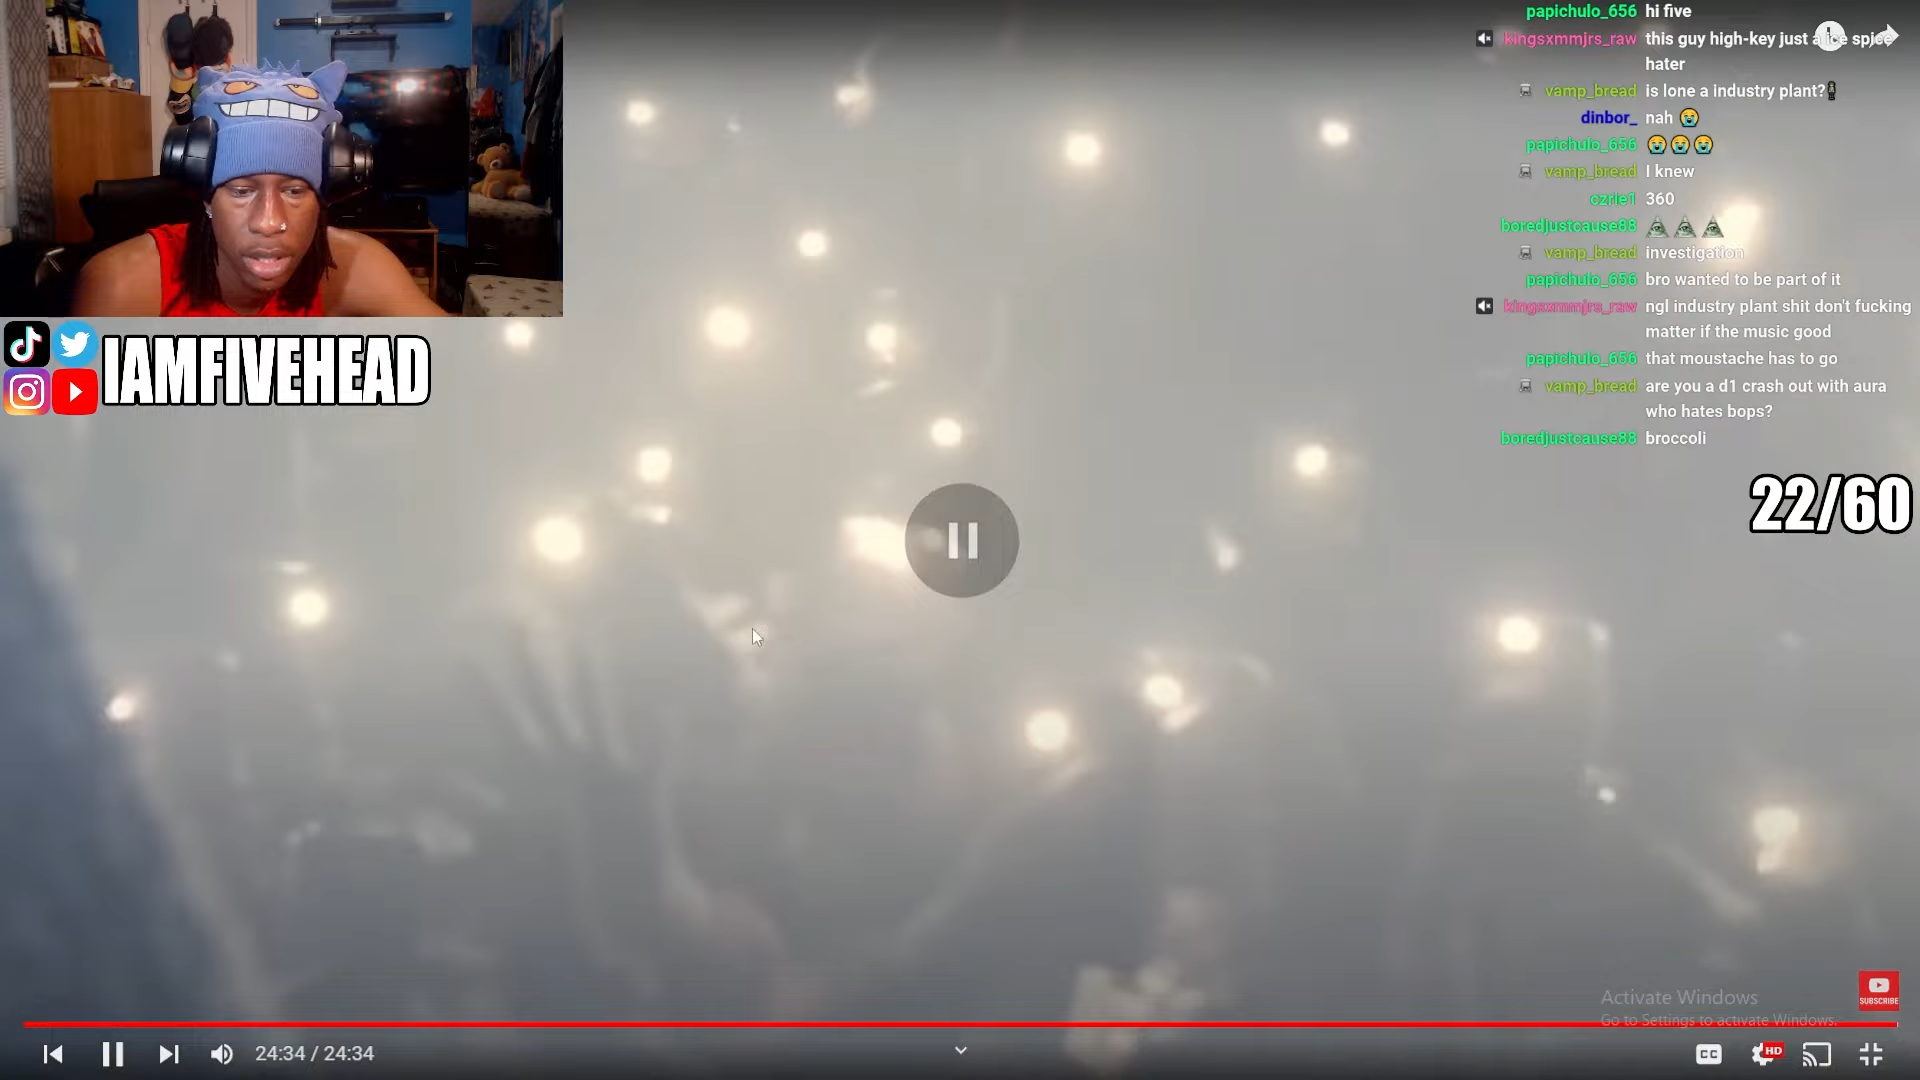 papichulo_656 hi five
kingsxmmjrs_raw this guy high-key just a ice spice
hater
vamp_bread is lone a industry plant?
dinbor_ nah 😭
papichulo_656 😭😭😭
vamp_bread I knew
czrie1 360
boredjustcause88
vamp_bread investigation
papichulo_656 bro wanted to be part of it
kingsxmmjrs_raw ngl industry plant shit don't fucking
matter if the music good
papichulo_656 that moustache has to go
vamp_bread are you a d1 crash out with aura
who hates bops?
boredjustcause88 broccoli
IAMFIVEHEAD
22/60
Activate Windows
Go to Settings to activate Windows.
SUBSCRIBE
24:34 / 24:34
CC
HD